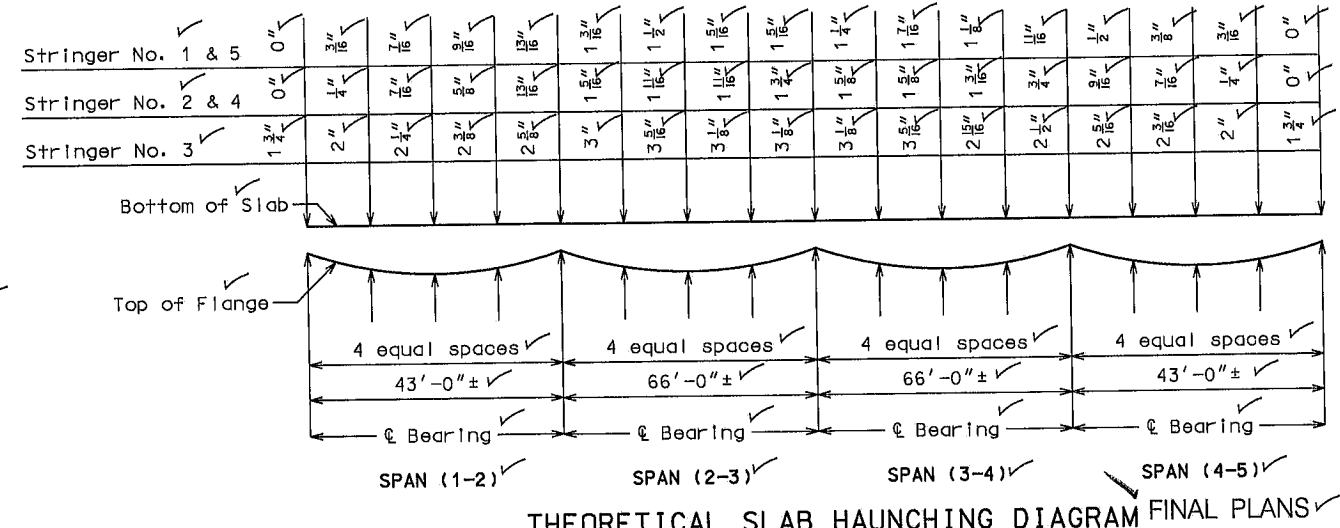 Stringer No. 1 & 5 0" 3/16" 7/16" 9/16" 13/16" 1 3/16" 1 1/2" 1 5/16" 1 5/16" 1 1/4" 1 7/16" 1 1/8" 11/16" 1/2" 3/8" 3/16" 0"
Stringer No. 2 & 4 0" 1/4" 7/16" 5/8" 13/16" 1 5/16" 1 11/16" 1 11/16" 1 3/4" 1 5/8" 1 5/8" 1 3/16" 3/4" 9/16" 7/16" 1/4" 0"
Stringer No. 3 1 3/4" 2" 2 1/4" 2 3/8" 2 5/8" 3" 3 5/16" 3 1/8" 3 1/8" 3 1/8" 3 5/16" 2 15/16" 2 1/2" 2 5/16" 2 3/16" 2" 1 3/4"
Bottom of Slab
Top of Flange
4 equal spaces 4 equal spaces 4 equal spaces 4 equal spaces
43'-0"± 66'-0"± 66'-0"± 43'-0"±
℄ Bearing ℄ Bearing ℄ Bearing ℄ Bearing
SPAN (1-2) SPAN (2-3) SPAN (3-4) SPAN (4-5)
THEORETICAL SLAB HAUNCHING DIAGRAM FINAL PLANS